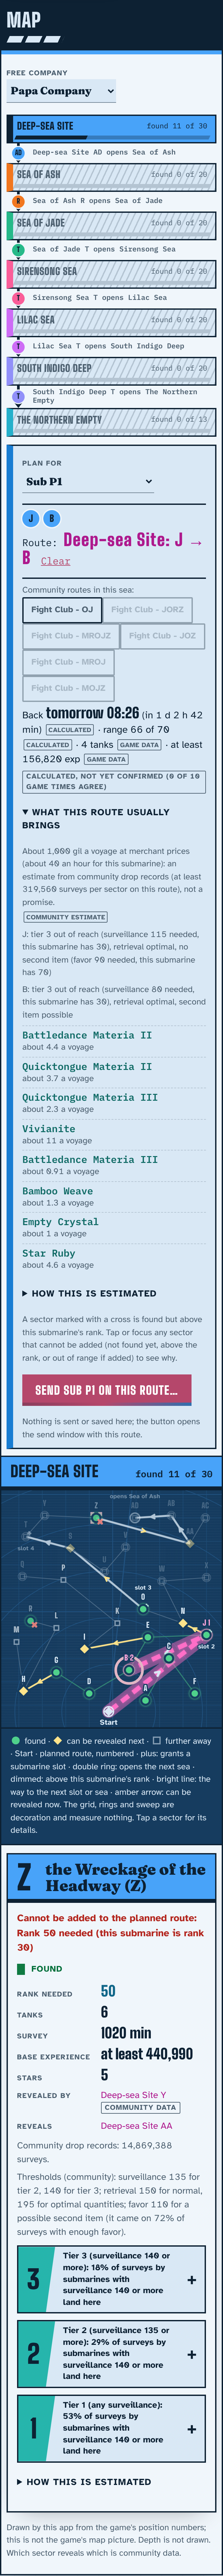 MAP
FREE COMPANY
Papa Company
DEEP-SEA SITE found 11 of 30
AD Deep-sea Site AD opens Sea of Ash
SEA OF ASH found 0 of 20
R Sea of Ash R opens Sea of Jade
SEA OF JADE found 0 of 20
T Sea of Jade T opens Sirensong Sea
SIRENSONG SEA found 0 of 20
T Sirensong Sea T opens Lilac Sea
LILAC SEA found 0 of 20
T Lilac Sea T opens South Indigo Deep
SOUTH INDIGO DEEP found 0 of 20
T South Indigo Deep T opens The Northern
Empty
THE NORTHERN EMPTY found 0 of 13
PLAN FOR
Sub P1
J B
Route: Deep-sea Site: J →
B Clear
Community routes in this sea:
Fight Club - OJ Fight Club - JORZ
Fight Club - MROJZ Fight Club - JOZ
Fight Club - MROJ
Fight Club - MOJZ
Back tomorrow 08:26 (in 1 d 2 h 42
min) CALCULATED · range 66 of 70
CALCULATED · 4 tanks GAME DATA · at least
156,820 exp GAME DATA
CALCULATED, NOT YET CONFIRMED (0 OF 10
GAME TIMES AGREE)
▼ WHAT THIS ROUTE USUALLY
BRINGS
About 1,000 gil a voyage at merchant prices
(about 40 an hour for this submarine): an
estimate from community drop records (at least
319,560 surveys per sector on this route), not a
promise.
COMMUNITY ESTIMATE
J: tier 3 out of reach (surveillance 115 needed,
this submarine has 30), retrieval optimal, no
second item (favor 90 needed, this submarine
has 70)
B: tier 3 out of reach (surveillance 80 needed,
this submarine has 30), retrieval optimal, second
item possible
Battledance Materia II
about 4.4 a voyage
Quicktongue Materia II
about 3.7 a voyage
Quicktongue Materia III
about 2.3 a voyage
Vivianite
about 11 a voyage
Battledance Materia III
about 0.91 a voyage
Bamboo Weave
about 1.3 a voyage
Empty Crystal
about 1 a voyage
Star Ruby
about 4.6 a voyage
▶ HOW THIS IS ESTIMATED
A sector marked with a cross is found but above
this submarine's rank. Tap or focus any sector
that cannot be added (not found yet, above the
rank, or out of range if added) to see why.
SEND SUB P1 ON THIS ROUTE…
Nothing is sent or saved here; the button opens
the send window with this route.
DEEP-SEA SITE found 11 of 30
opens Sea of Ash
Y Z AD AB AC
T S V AA
slot 4
Q P U W X
slot 3
R L K O N
M I E J 1
slot 2
G B 2 C
H D A F
Start
found · can be revealed next · further away
· Start · planned route, numbered · plus: grants a
submarine slot · double ring: opens the next sea ·
dimmed: above this submarine's rank · bright line: the
way to the next slot or sea · amber arrow: can be
revealed now. The grid, rings and sweep are
decoration and measure nothing. Tap a sector for its
details.
Z the Wreckage of the
Headway (Z)
Cannot be added to the planned route:
Rank 50 needed (this submarine is rank
30)
FOUND
RANK NEEDED 50
TANKS 6
SURVEY 1020 min
BASE EXPERIENCE at least 440,990
STARS 5
REVEALED BY Deep-sea Site Y
COMMUNITY DATA
REVEALS Deep-sea Site AA
Community drop records: 14,869,388
surveys.
Thresholds (community): surveillance 135 for
tier 2, 140 for tier 3; retrieval 150 for normal,
195 for optimal quantities; favor 110 for a
possible second item (it came on 72% of
surveys with enough favor).
3 Tier 3 (surveillance 140 or
more): 18% of surveys by
submarines with
surveillance 140 or more
land here +
2 Tier 2 (surveillance 135 or
more): 29% of surveys by
submarines with
surveillance 140 or more
land here +
1 Tier 1 (any surveillance):
53% of surveys by
submarines with
surveillance 140 or more
land here +
▶ HOW THIS IS ESTIMATED
Drawn by this app from the game's position numbers;
this is not the game's map picture. Depth is not drawn.
Which sector reveals which is community data.